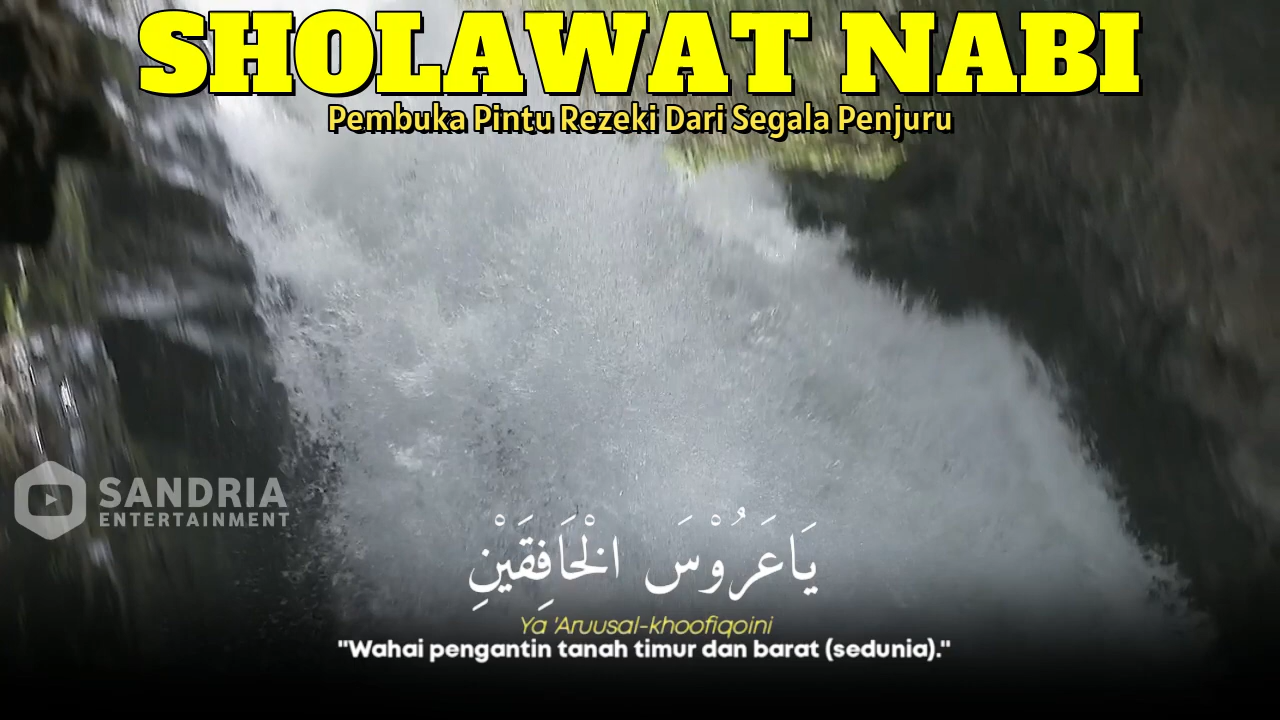 SHOLAWAT NABI
Pembuka Pintu Rezeki Dari Segala Penjuru
SANDRIA
ENTERTAINMENT
يَاعَرُوْسَ الْخَافِقَيْنِ
Ya 'Aruusal-khoofiqoini
"Wahai pengantin tanah timur dan barat (sedunia)."